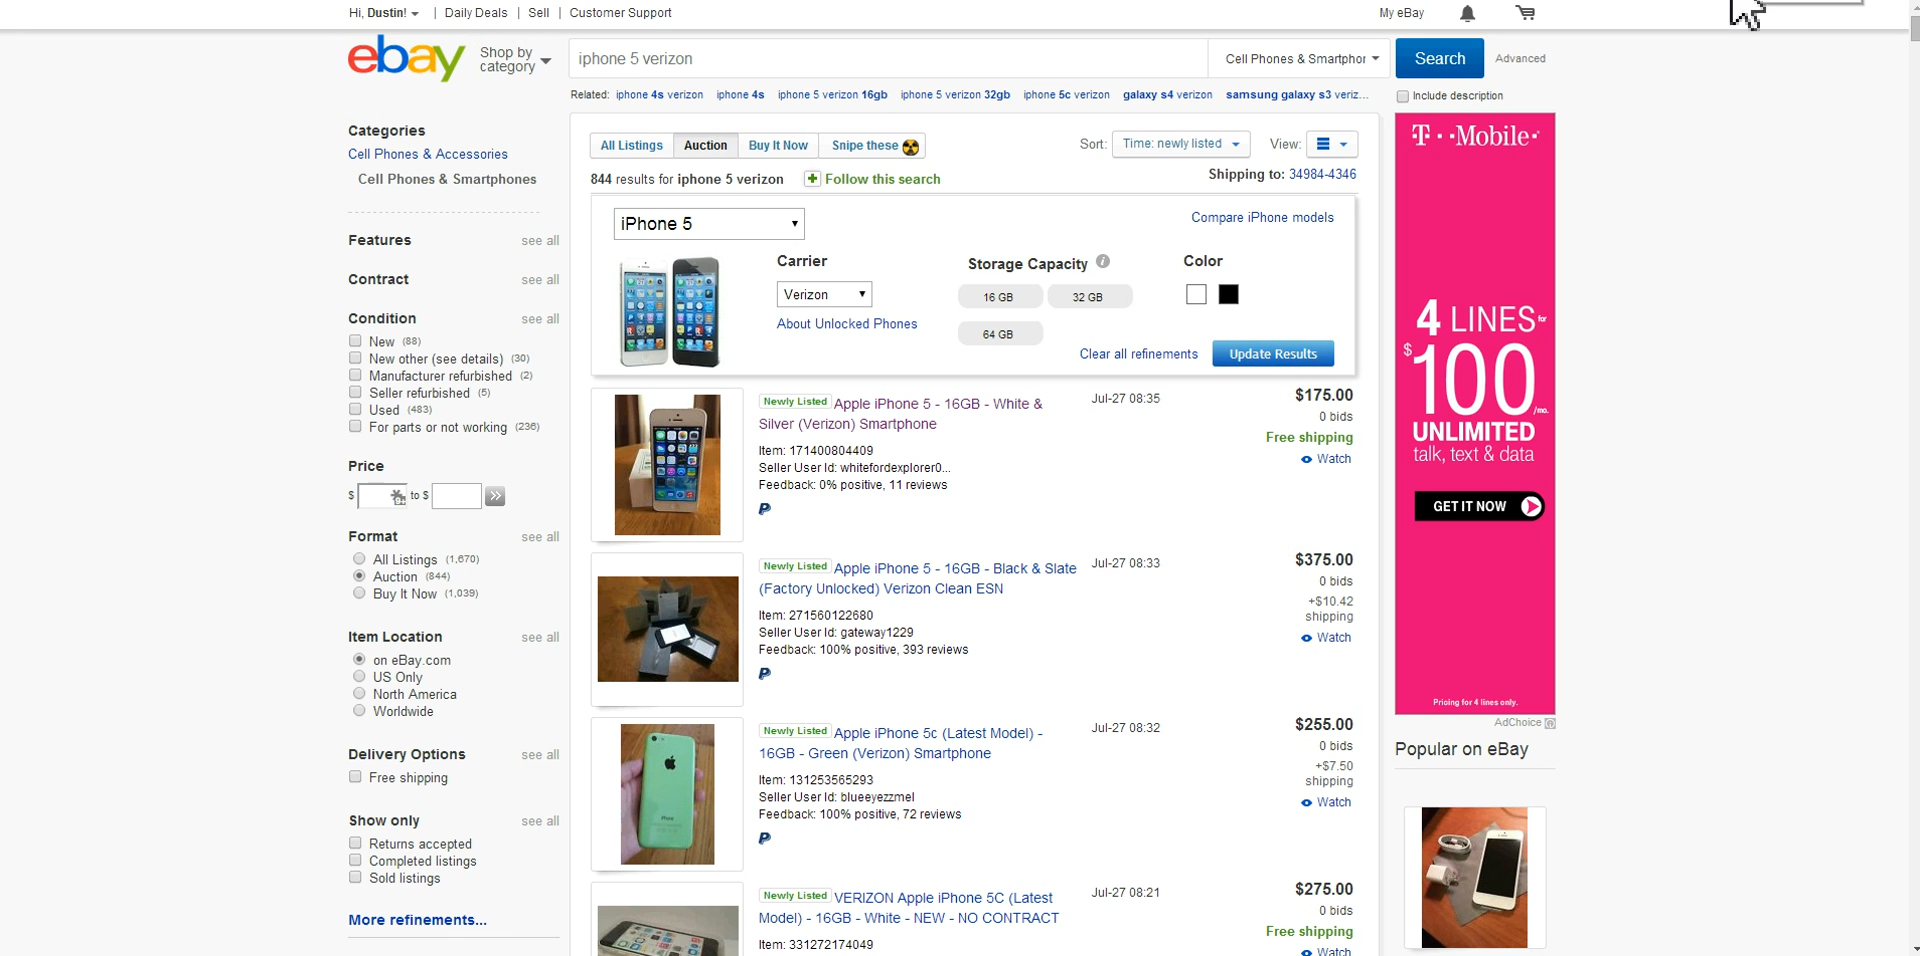 Hi, Dustin!
Daily Deals
Sell
Customer Support
My eBay
ebay
Shop by
category
iphone 5 verizon
Cell Phones & Smartphor
Search
Advanced
Related: iphone 4s verizon iphone 4s iphone 5 verizon 16gb iphone 5 verizon 32gb iphone 5c verizon galaxy s4 verizon samsung galaxy s3 veriz...
Include description
Categories
Cell Phones & Accessories
Cell Phones & Smartphones
Features see all
Contract see all
Condition see all
New (88)
New other (see details) (30)
Manufacturer refurbished (2)
Seller refurbished (5)
Used (483)
For parts or not working (236)
Price
$ to $
Format see all
All Listings (1,670)
Auction (844)
Buy It Now (1,039)
Item Location see all
on eBay.com
US Only
North America
Worldwide
Delivery Options see all
Free shipping
Show only see all
Returns accepted
Completed listings
Sold listings
More refinements...
All Listings Auction Buy It Now Snipe these
Sort: Time: newly listed View:
844 results for iphone 5 verizon Follow this search
Shipping to: 34984-4346
iPhone 5
Compare iPhone models
Carrier
Verizon
About Unlocked Phones
Storage Capacity
16 GB 32 GB
64 GB
Color
Clear all refinements Update Results
Newly Listed Apple iPhone 5 - 16GB - White &
Silver (Verizon) Smartphone
Item: 171400804409
Seller User Id: whitefordexplorer0...
Feedback: 0% positive, 11 reviews
Jul-27 08:35
$175.00
0 bids
Free shipping
Watch
Newly Listed Apple iPhone 5 - 16GB - Black & Slate
(Factory Unlocked) Verizon Clean ESN
Item: 271560122680
Seller User Id: gateway1229
Feedback: 100% positive, 393 reviews
Jul-27 08:33
$375.00
0 bids
+$10.42
shipping
Watch
Newly Listed Apple iPhone 5c (Latest Model) -
16GB - Green (Verizon) Smartphone
Item: 131253565293
Seller User Id: blueeyezzmel
Feedback: 100% positive, 72 reviews
Jul-27 08:32
$255.00
0 bids
+$7.50
shipping
Watch
Newly Listed VERIZON Apple iPhone 5C (Latest
Model) - 16GB - White - NEW - NO CONTRACT
Item: 331272174049
Jul-27 08:21
$275.00
0 bids
Free shipping
Watch
T··Mobile·
4 LINES for
$100 /mo.
UNLIMITED
talk, text & data
GET IT NOW
Pricing for 4 lines only.
AdChoice
Popular on eBay